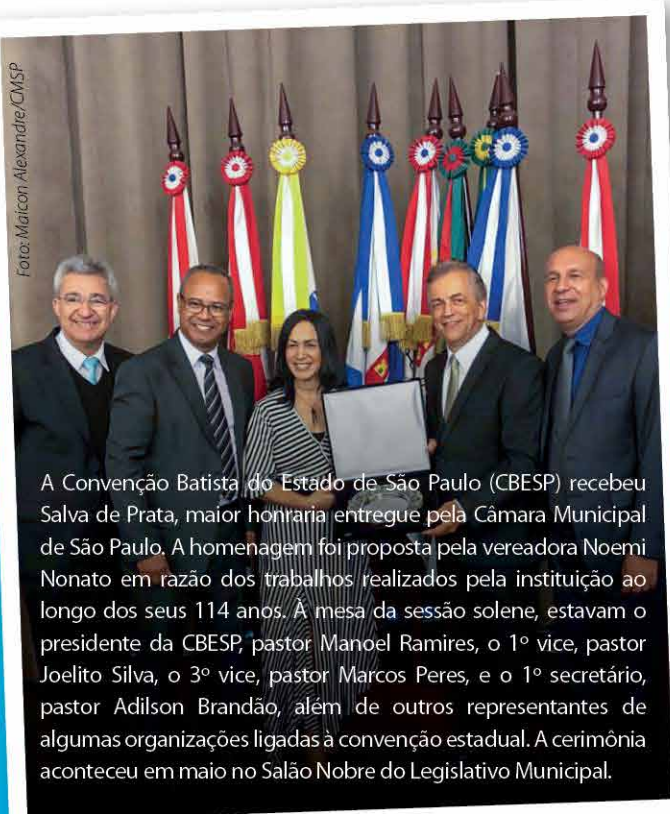 Foto: Maicon Alexandre/CMSP
A Convenção Batista do Estado de São Paulo (CBESP) recebeu
Salva de Prata, maior honraria entregue pela Câmara Municipal
de São Paulo. A homenagem foi proposta pela vereadora Noemi
Nonato em razão dos trabalhos realizados pela instituição ao
longo dos seus 114 anos. À mesa da sessão solene, estavam o
presidente da CBESP, pastor Manoel Ramires, o 1º vice, pastor
Joelito Silva, o 3º vice, pastor Marcos Peres, e o 1º secretário,
pastor Adilson Brandão, além de outros representantes de
algumas organizações ligadas à convenção estadual. A cerimônia
aconteceu em maio no Salão Nobre do Legislativo Municipal.